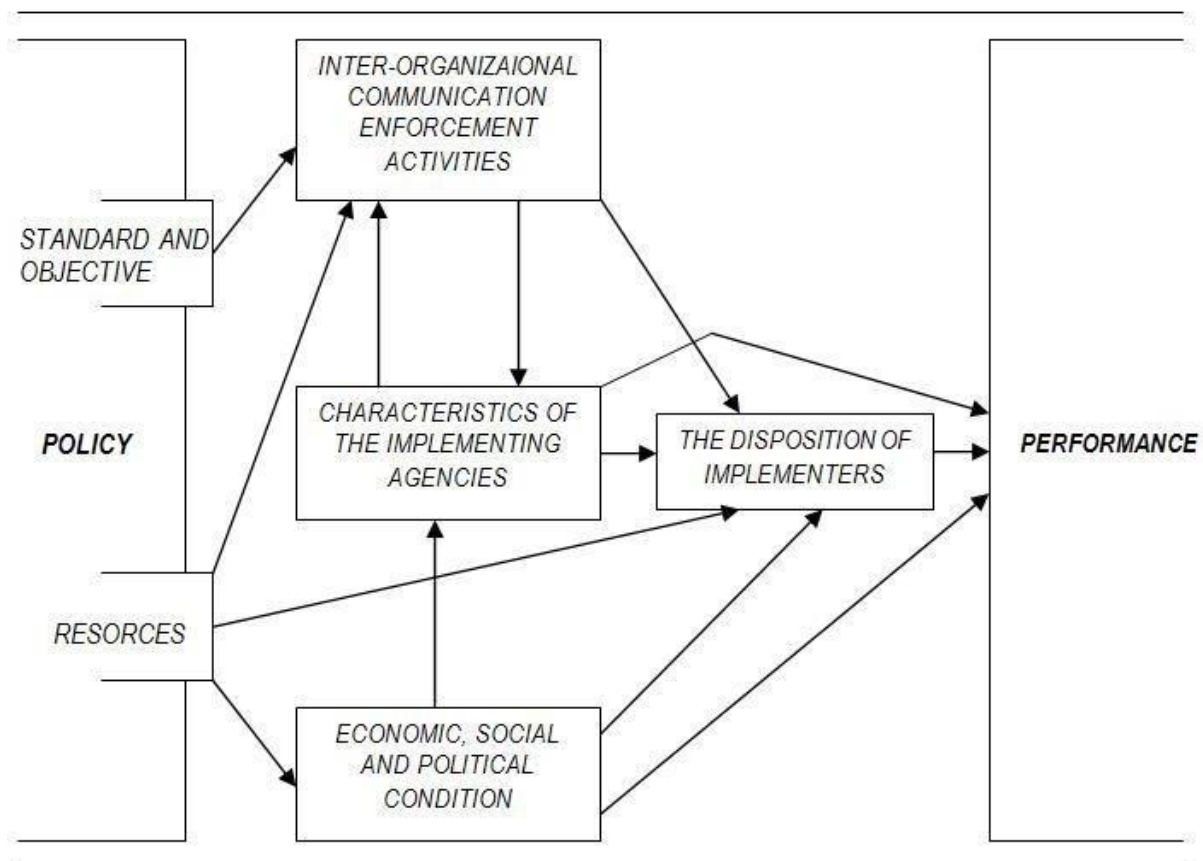 INTER-ORGANIZAIONAL
COMMUNICATION
ENFORCEMENT
ACTIVITIES
STANDARD AND
OBJECTIVE
POLICY
CHARACTERISTICS OF
THE IMPLEMENTING
AGENCIES
THE DISPOSITION OF
IMPLEMENTERS
PERFORMANCE
RESORCES
ECONOMIC, SOCIAL
AND POLITICAL
CONDITION